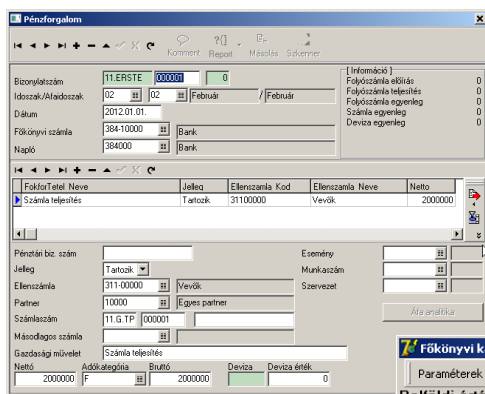 Pénzforgalom
Komment Report Másolás Szkenner
Bizonylatszám 11.ERSTE 000001 0
Idoszak/Afaidoszak 02 02 Február / Február
Dátum 2012.01.01.
Főkönyvi számla 384-10000 Bank
Napló 384000 Bank
[ Információ ]
Folyószámla előírás 0
Folyószámla teljesítés 0
Folyószámla egyenleg 0
Számla egyenleg 0
Deviza egyenleg 0
FokforTetel Neve Jelleg Ellenszamla Kod Ellenszamla Neve Netto
Számla teljesítés Tartozik 31100000 Vevők 2000000
Pénztári biz. szám
Jelleg Tartozik
Ellenszámla 311-00000 Vevők
Partner 10000 Egyes partner
Számlaszám 11.G.TP 000001
Másodlagos számla
Gazdasági művelet Számla teljesítés
Esemény
Munkaszám
Szervezet
Áfa analitika
Nettó Adókategória Bruttó Deviza Deviza érték
2000000 F 2000000 0
Főkönyvi k
Paraméterek